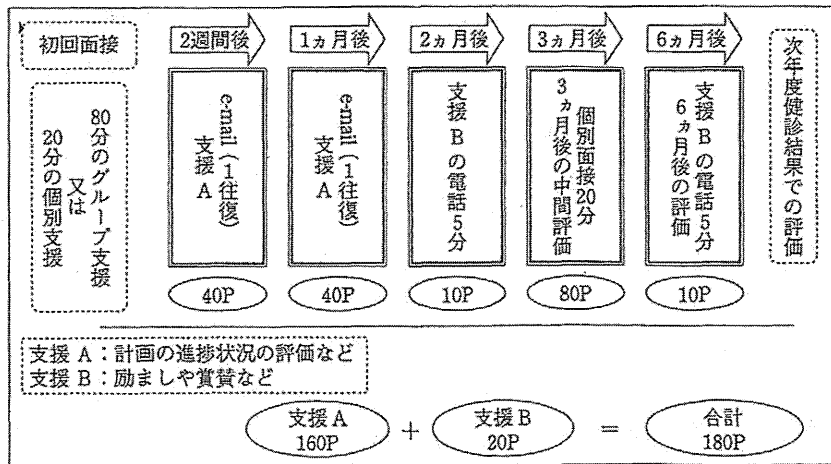 初回面接
2週間後
1ヵ月後
2ヵ月後
3ヵ月後
6ヵ月後
80分のグループ支援
又は
20分の個別支援
e-mail（1往復）
支援A
e-mail（1往復）
支援A
支援Bの電話5分
個別面接20分
3ヵ月後の中間評価
支援Bの電話5分
6ヵ月後の評価
次年度健診結果での評価
40P
40P
10P
80P
10P
支援A：計画の進捗状況の評価など
支援B：励ましや賞賛など
支援A
160P
+
支援B
20P
=
合計
180P